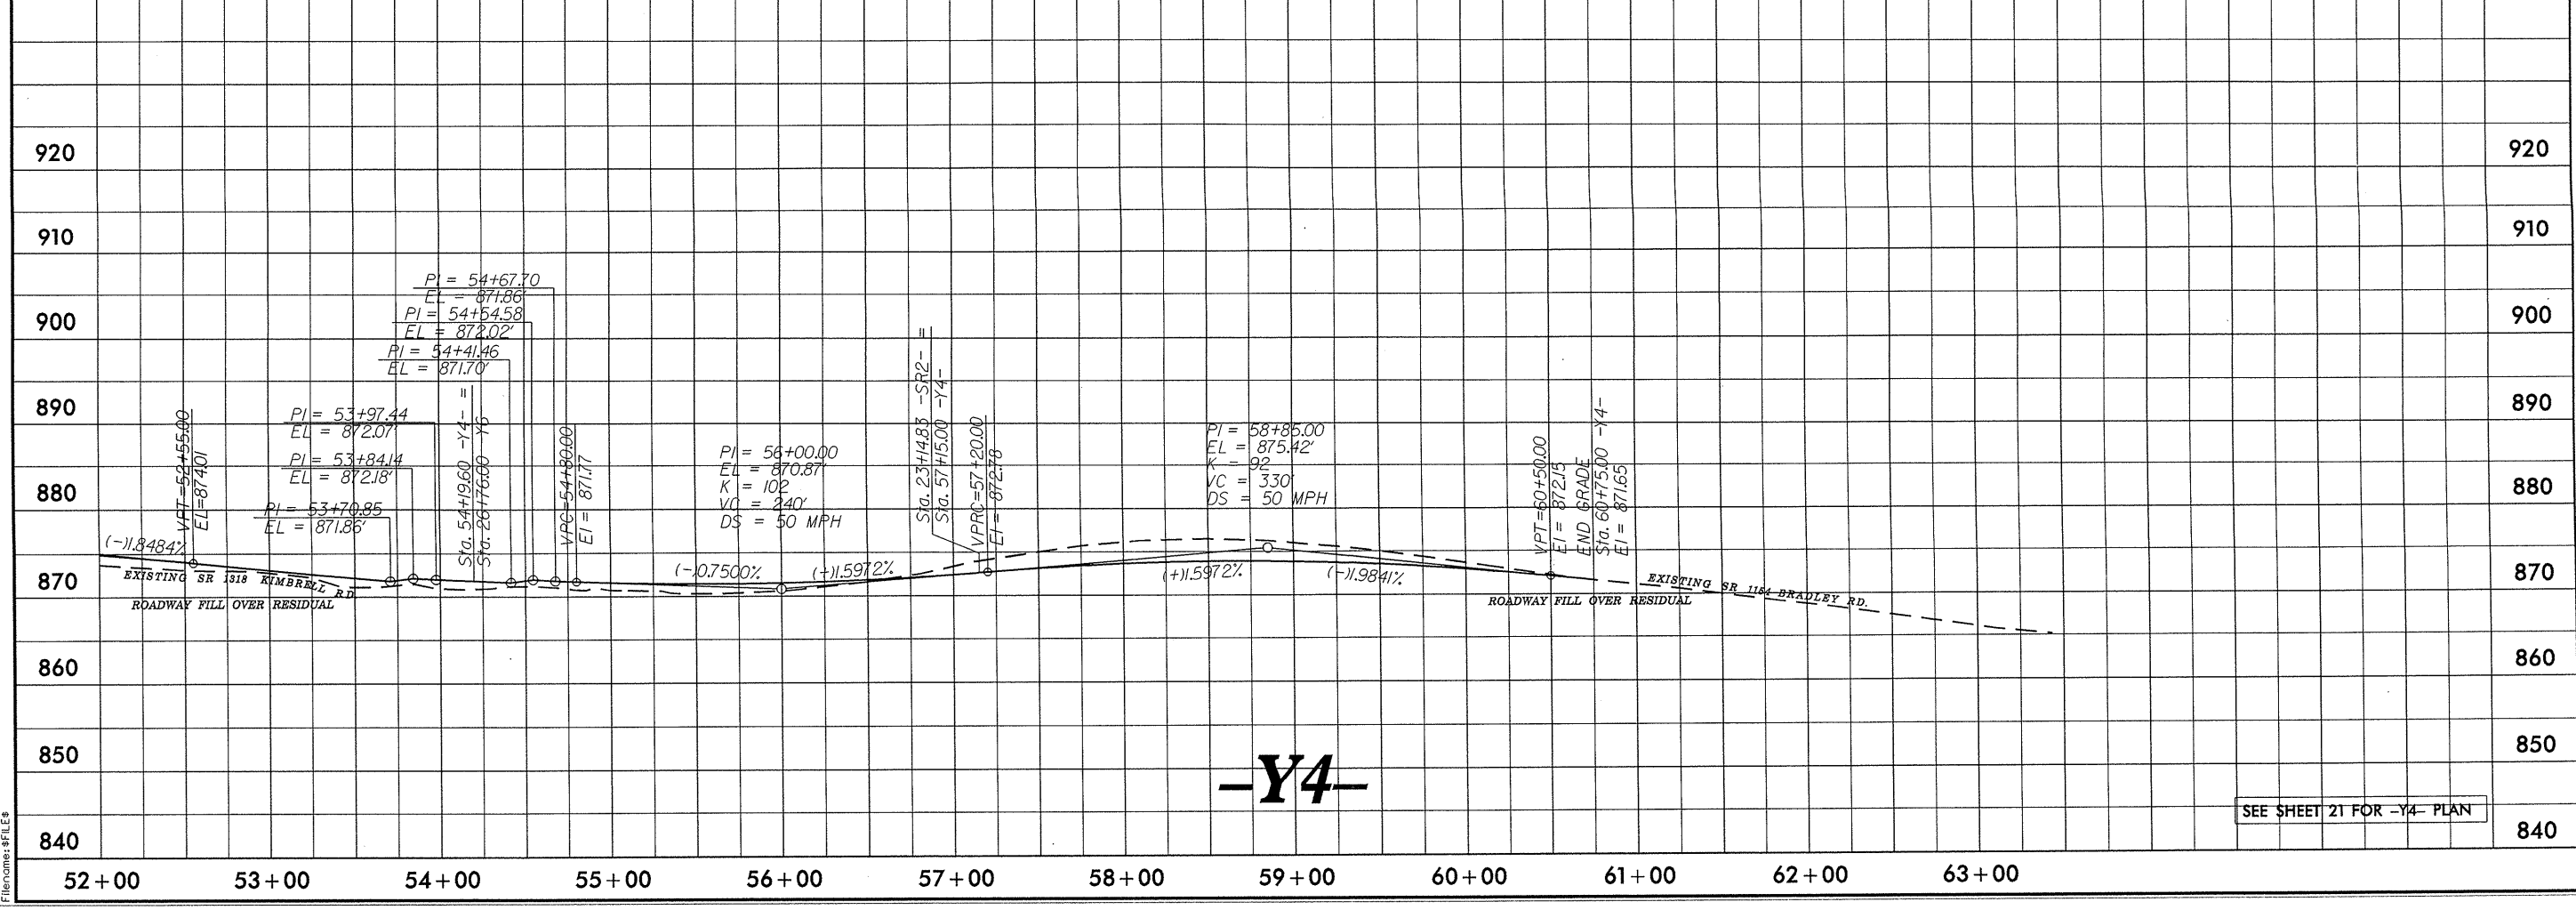 920
920
910
910
PI = 54+67.70
EL = 871.86'
PI = 54+54.58
EL = 872.02'
900
900
PI = 54+41.46
EL = 871.70'
890
890
PI = 53+97.44
EL = 872.07'
PI = 53+84.14
EL = 872.18'
PI = 53+70.85
EL = 871.86'
VPT=52+55.00
EL=874.01
Sta. 54+19.60 -Y4- =
Sta. 26+76.00 Y6
VPC=54+80.00
El = 871.77
PI = 56+00.00
EL = 870.87'
K = 102
VC = 240'
DS = 50 MPH
Sta. 23+14.83 -SR2- =
Sta. 57+15.00 -Y4-
VPRC=57+20.00
El = 872.78
PI = 58+85.00
EL = 875.42'
K = 92
VC = 330'
DS = 50 MPH
VPT=60+50.00
El = 872.15
END GRADE
Sta. 60+75.00 -Y4-
El = 871.65
880
880
(-)1.8484%
(-)0.7500%
(+)1.5972%
(+)1.5972%
(-)1.9841%
870
870
EXISTING SR 1318 KIMBRELL RD.
ROADWAY FILL OVER RESIDUAL
EXISTING SR 1154 BRADLEY RD.
ROADWAY FILL OVER RESIDUAL
860
860
850
850
-Y4-
SEE SHEET 21 FOR -Y4- PLAN
840
840
52+00 53+00 54+00 55+00 56+00 57+00 58+00 59+00 60+00 61+00 62+00 63+00
Filename: $FILE$